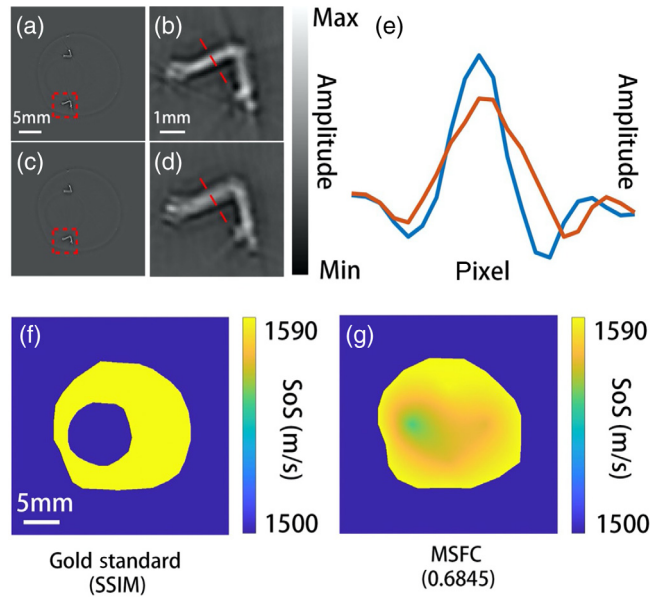 (a)
(b)
Max
(e)
5mm
1mm
Amplitude
Amplitude
(c)
(d)
Min
Pixel
(f)
1590
(g)
1590
SoS (m/s)
SoS (m/s)
5mm
1500
1500
Gold standard
(SSIM)
MSFC
(0.6845)